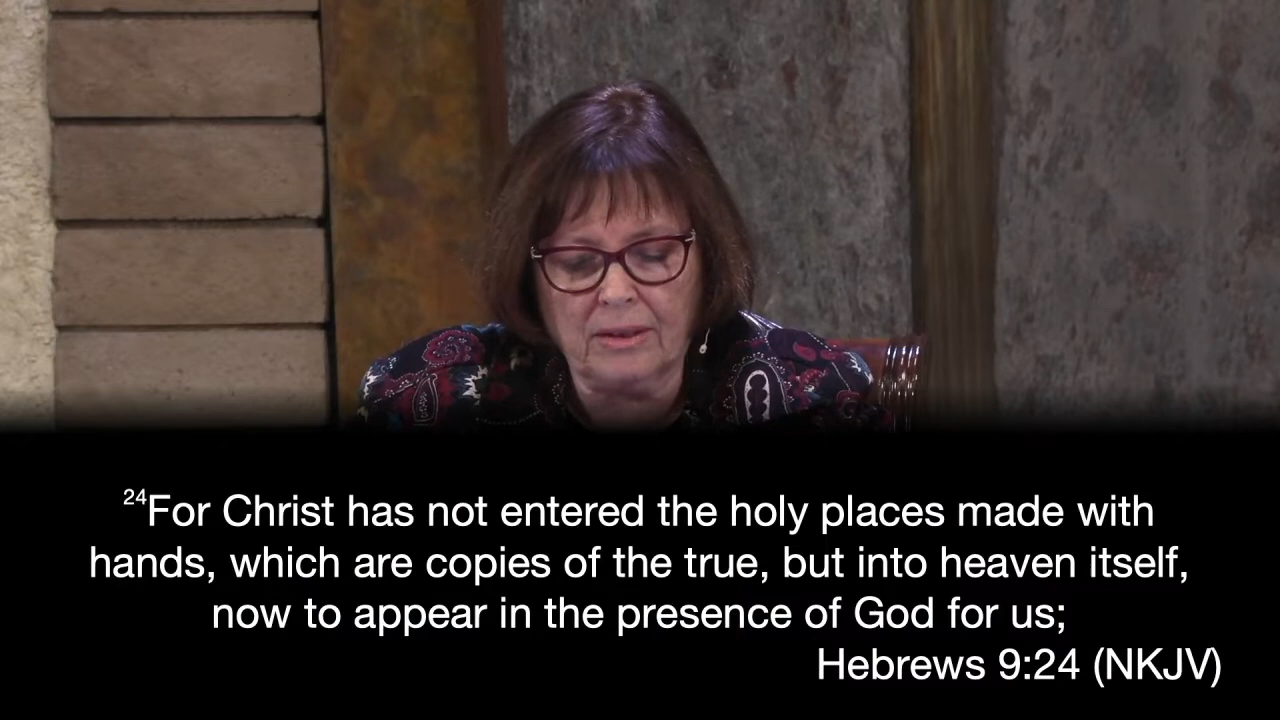 24For Christ has not entered the holy places made with
hands, which are copies of the true, but into heaven itself,
now to appear in the presence of God for us;
Hebrews 9:24 (NKJV)